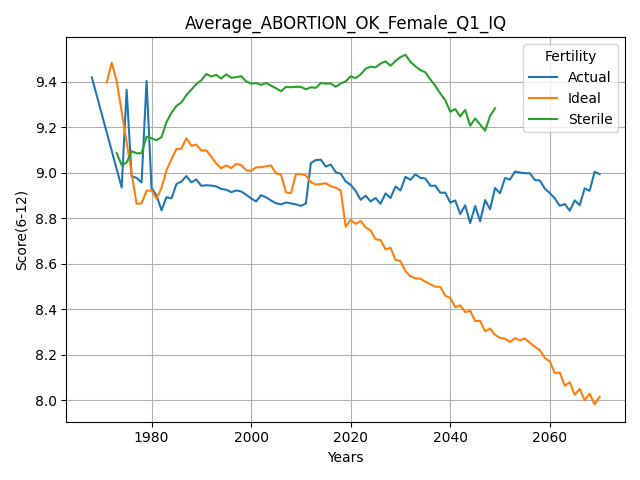 Average_ABORTION_OK_Female_Q1_IQ
Fertility
Actual
Ideal
Sterile
Score(6-12)
9.4
9.2
9.0
8.8
8.6
8.4
8.2
8.0
1980 2000 2020 2040 2060
Years